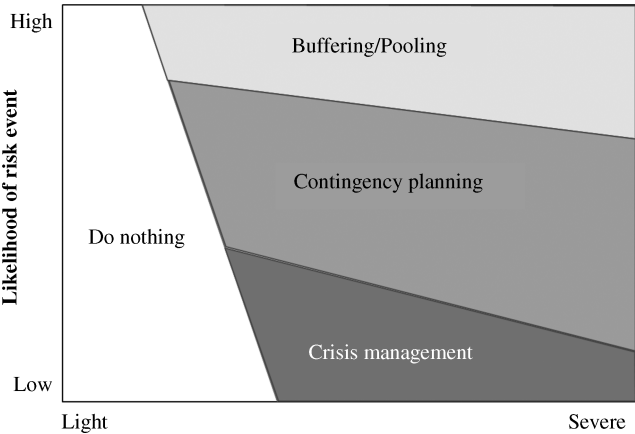 High
Buffering/Pooling
Likelihood of risk event
Contingency planning
Do nothing
Crisis management
Low
Light
Severe